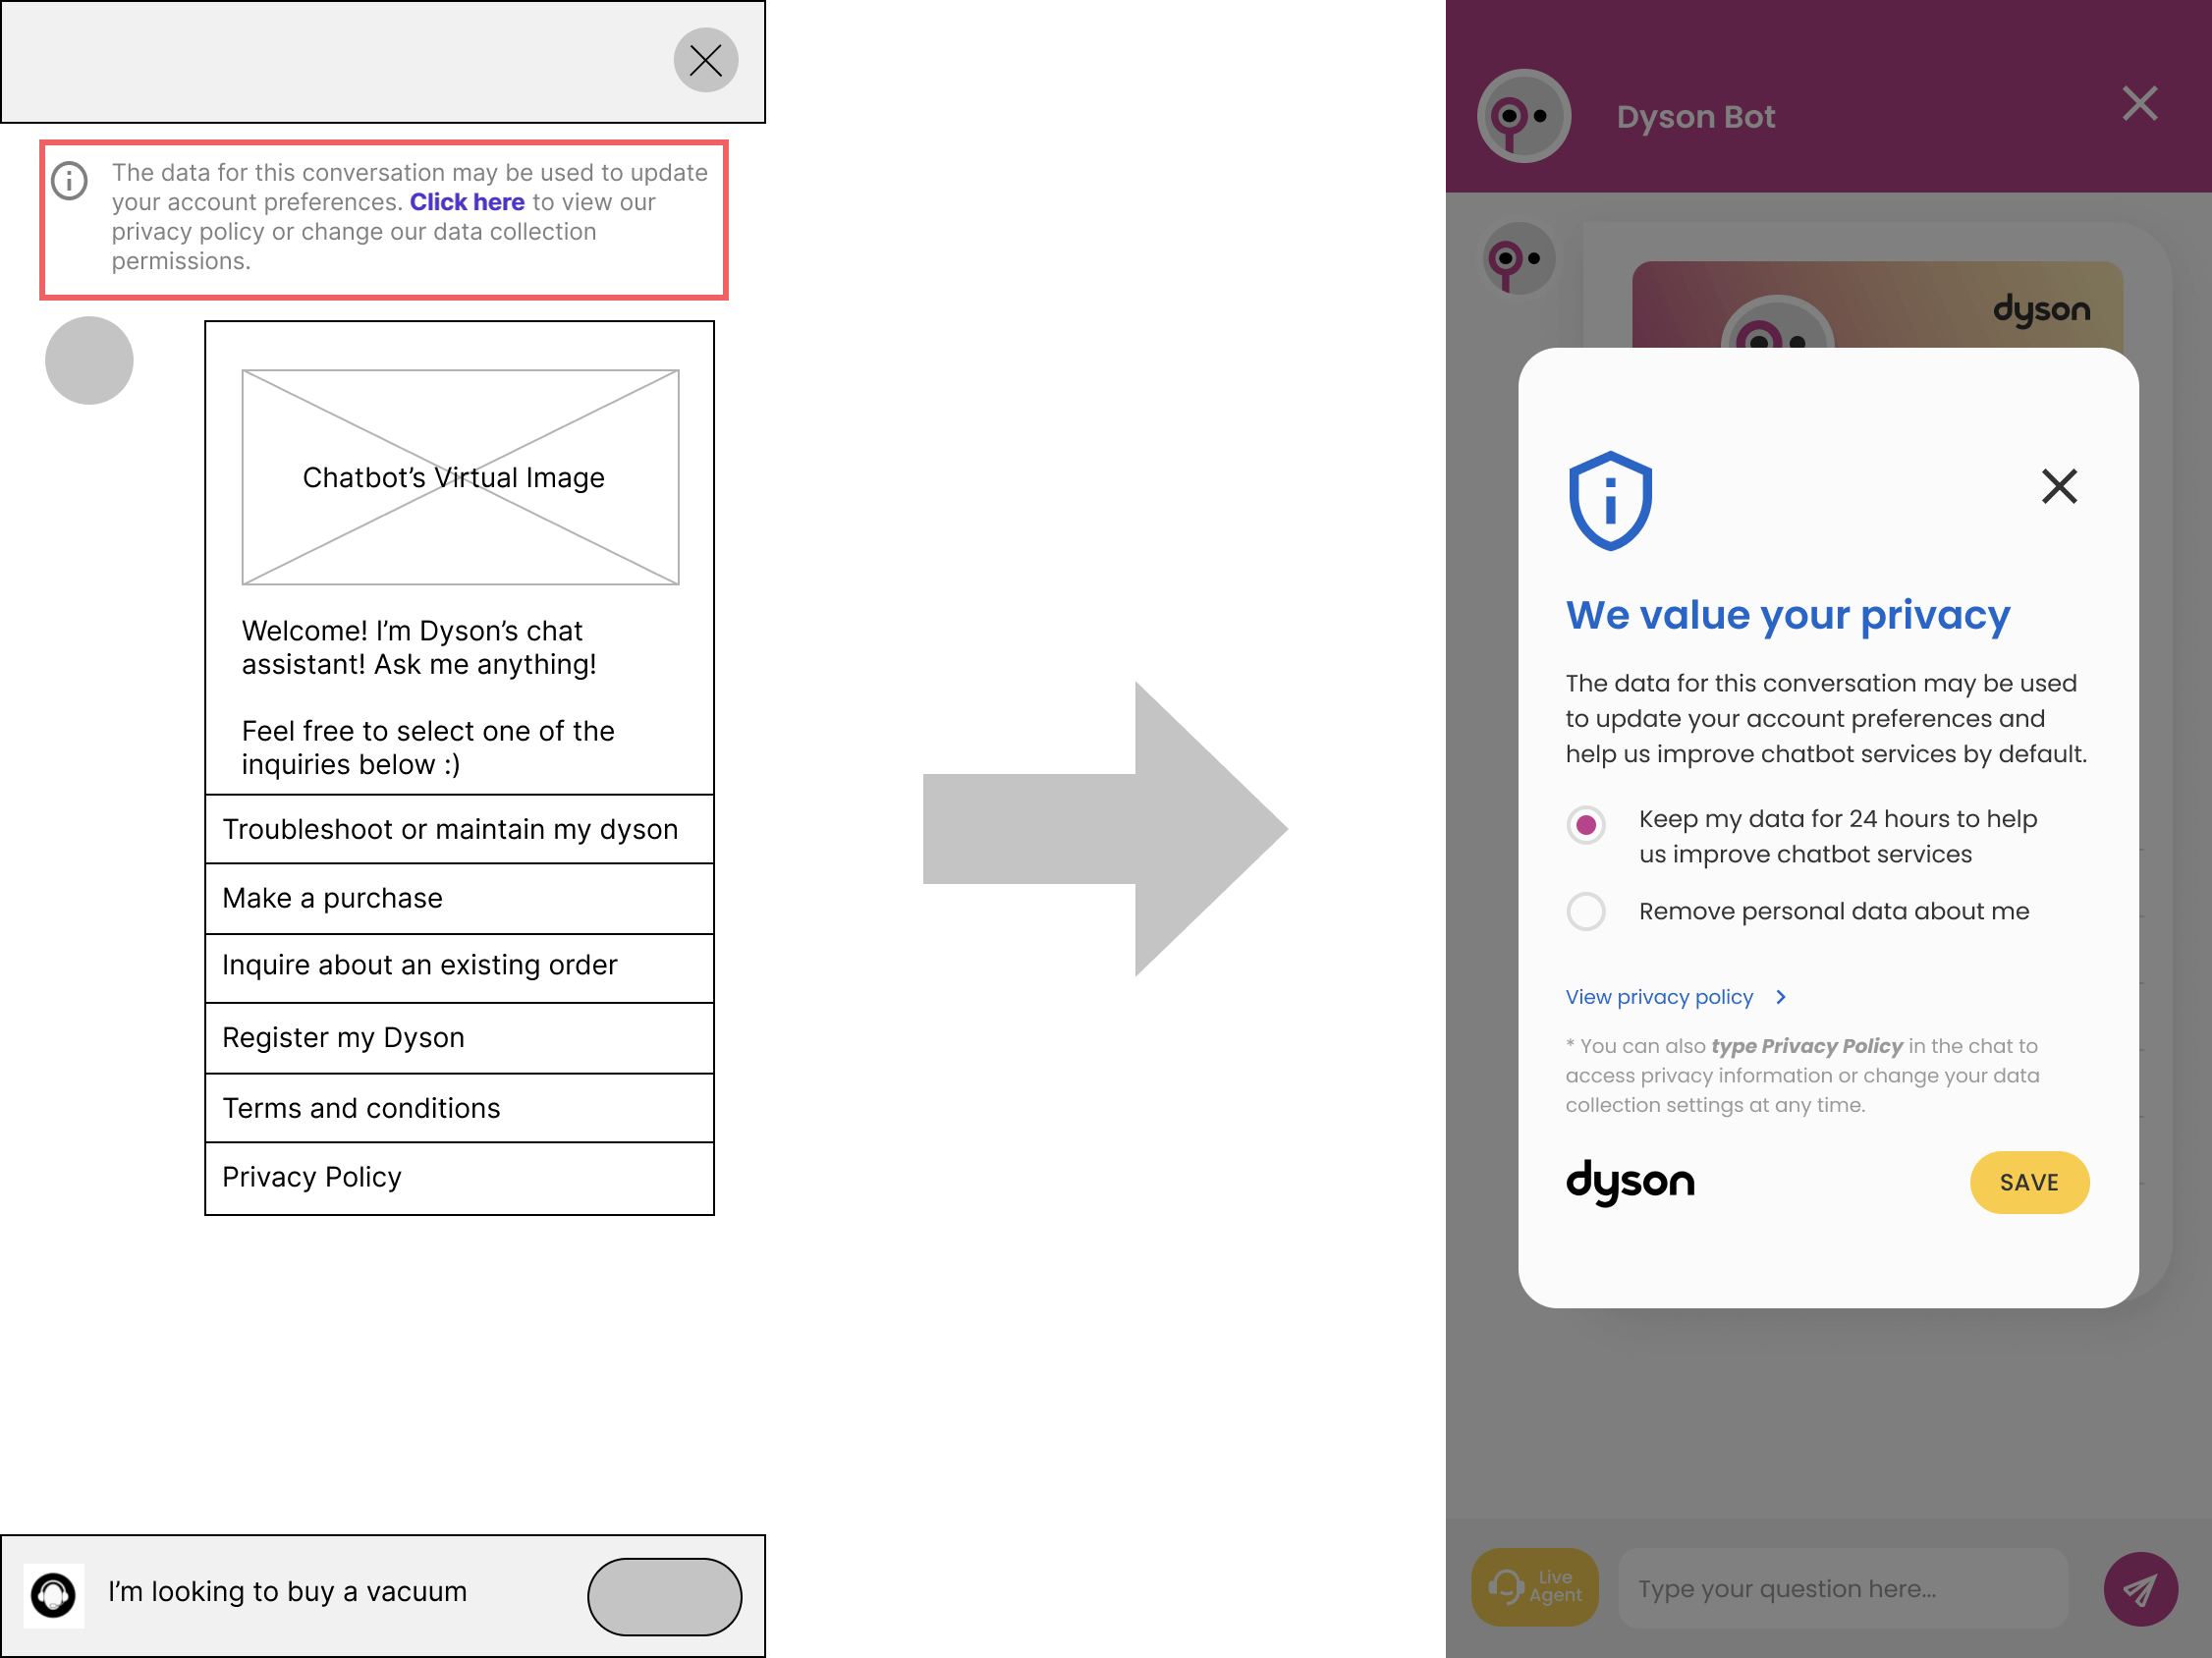 The data for this conversation may be used to update
your account preferences. Click here to view our
privacy policy or change our data collection
permissions.
Chatbot’s Virtual Image
Welcome! I’m Dyson’s chat
assistant! Ask me anything!
Feel free to select one of the
inquiries below :)
Troubleshoot or maintain my dyson
Make a purchase
Inquire about an existing order
Register my Dyson
Terms and conditions
Privacy Policy
I’m looking to buy a vacuum
Dyson Bot
dyson
We value your privacy
The data for this conversation may be used
to update your account preferences and
help us improve chatbot services by default.
Keep my data for 24 hours to help
us improve chatbot services
Remove personal data about me
View privacy policy
* You can also type Privacy Policy in the chat to
access privacy information or change your data
collection settings at any time.
dyson
SAVE
Live
Agent
Type your question here...